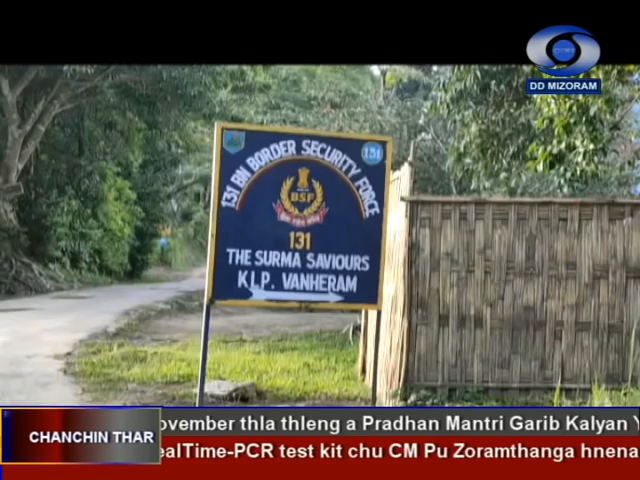 DD MIZORAM
131 BN BORDER SECURITY FORCE
131
BSF
131
THE SURMA SAVIOURS
K.L.P. VANHERAM
CHANCHIN THAR
ovember thla thleng a Pradhan Mantri Garib Kalyan Y
ealTime-PCR test kit chu CM Pu Zoramthanga hnena